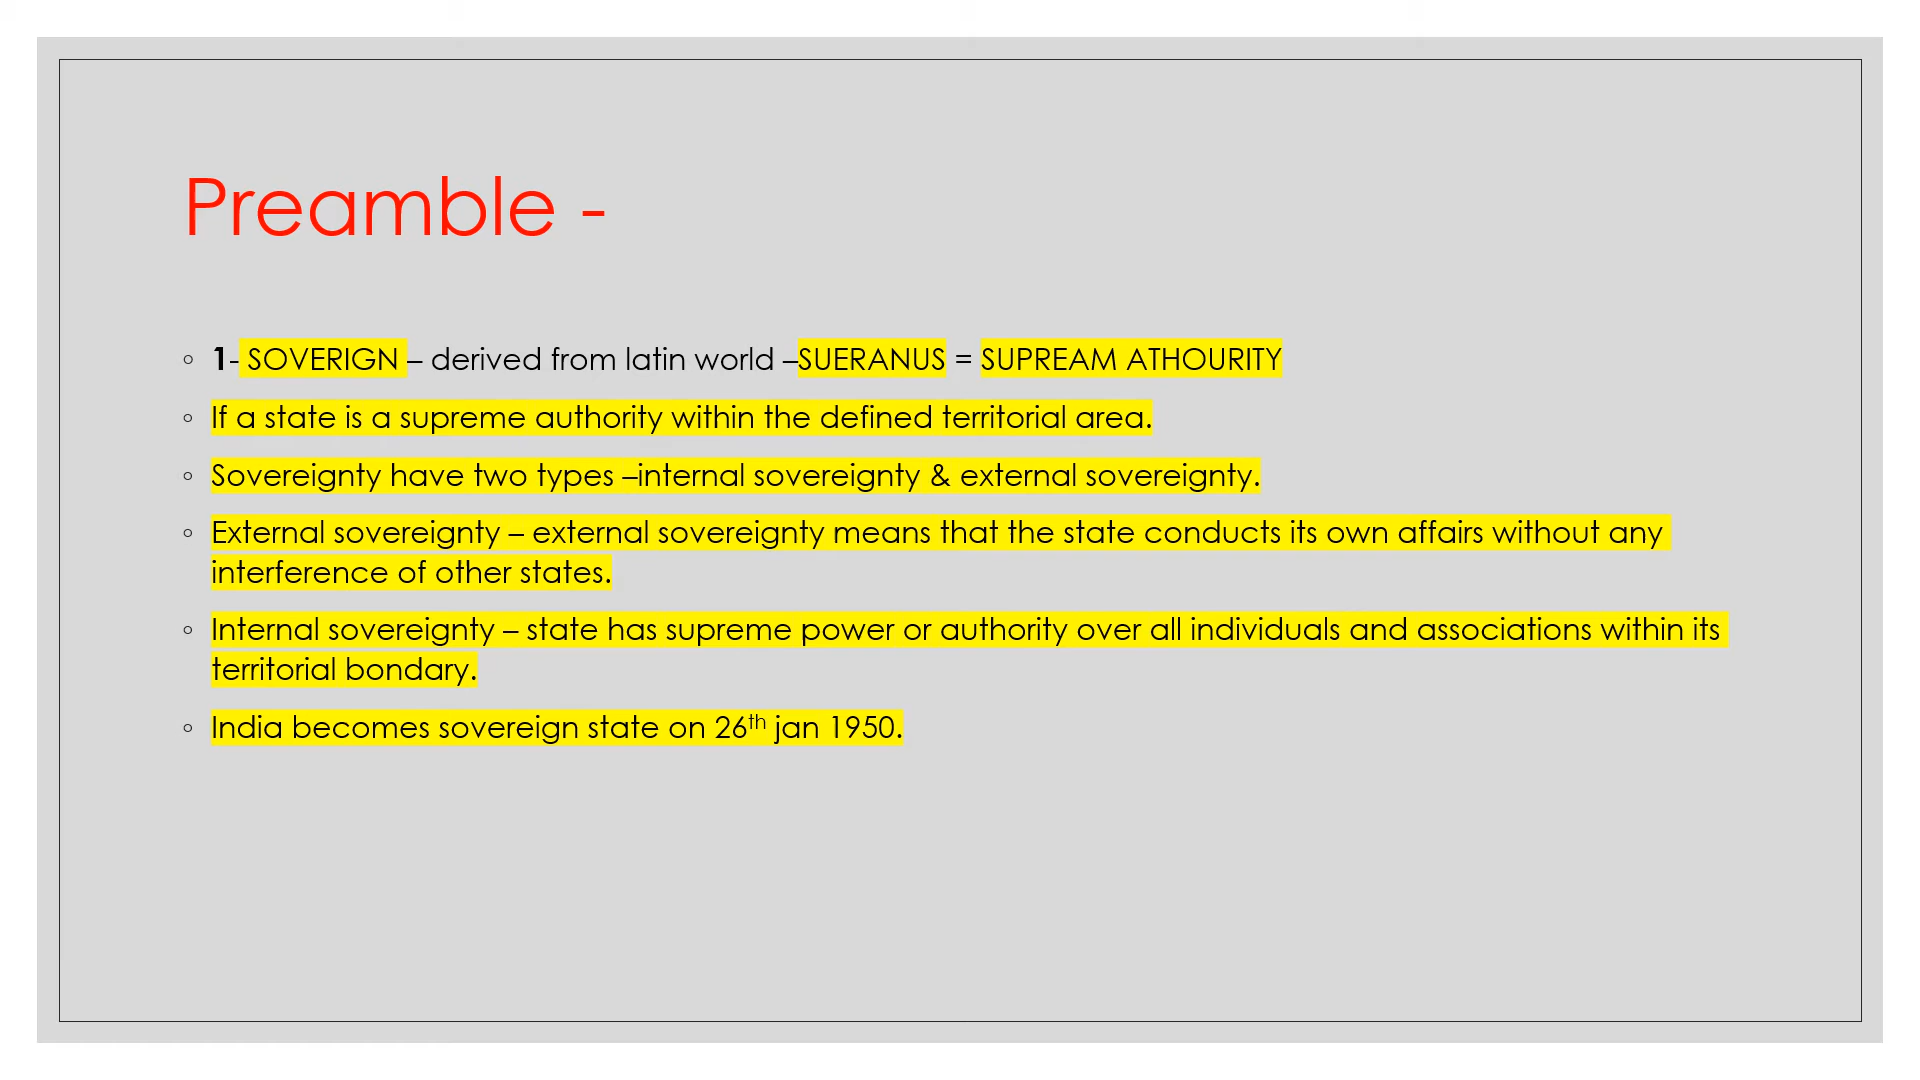 Preamble -
◦ 1- SOVERIGN – derived from latin world –SUERANUS = SUPREAM ATHOURITY
◦ If a state is a supreme authority within the defined territorial area.
◦ Sovereignty have two types –internal sovereignty & external sovereignty.
◦ External sovereignty – external sovereignty means that the state conducts its own affairs without any
interference of other states.
◦ Internal sovereignty – state has supreme power or authority over all individuals and associations within its
territorial bondary.
◦ India becomes sovereign state on 26th jan 1950.